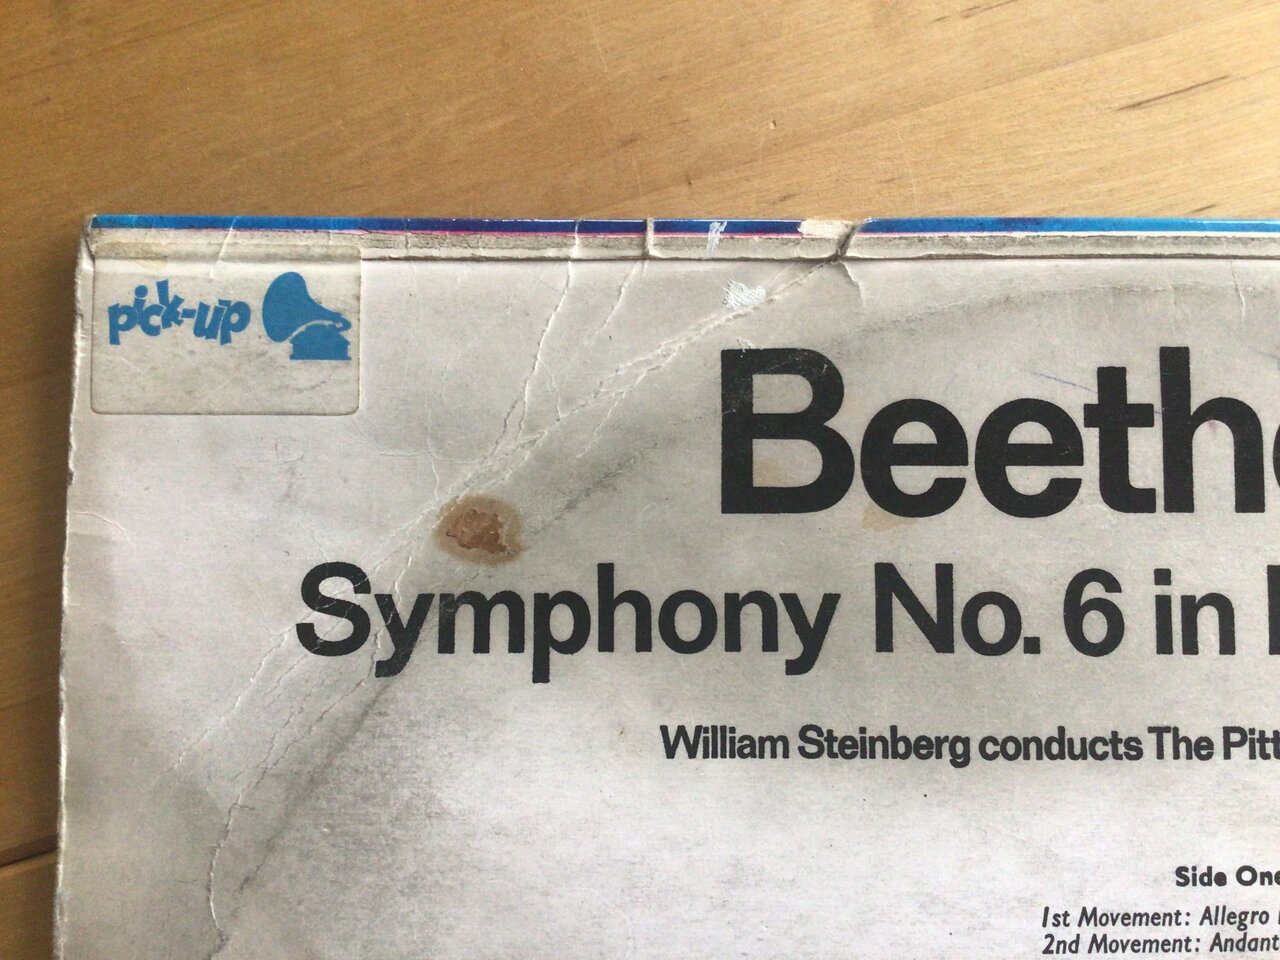 pick-up
Beeth
Symphony No. 6 in
William Steinberg conducts The Pitt
Side One
1st Movement: Allegro
2nd Movement: Andant